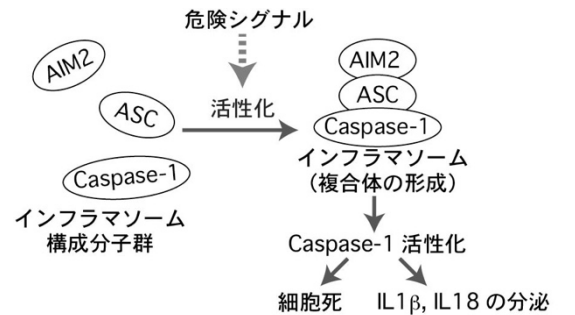 危険シグナル
AIM2
ASC
Caspase-1
インフラマソーム
構成分子群
活性化
AIM2
ASC
Caspase-1
インフラマソーム
（複合体の形成）
Caspase-1 活性化
細胞死
IL1β, IL18 の分泌